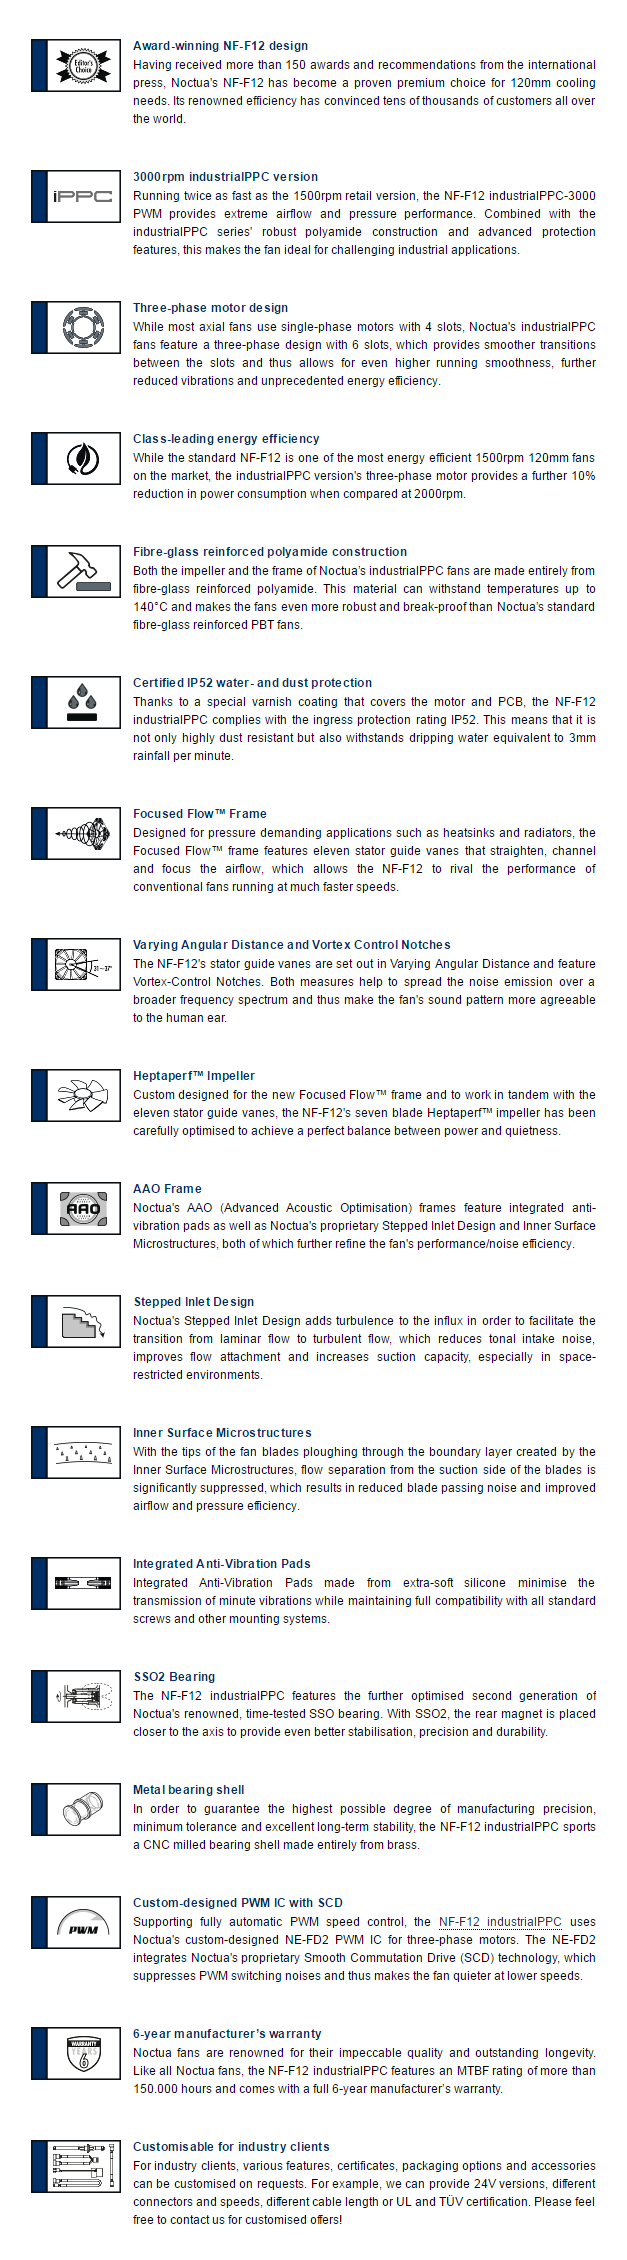 Award-winning NF-F12 design
Editor's
Choice
Having received more than 150 awards and recommendations from the international
press, Noctua's NF-F12 has become a proven premium choice for 120mm cooling
needs. Its renowned efficiency has convinced tens of thousands of customers all over
the world.
3000rpm industrialPPC version
iPPC
Running twice as fast as the 1500rpm retail version, the NF-F12 industrialPPC-3000
PWM provides extreme airflow and pressure performance. Combined with the
industrialPPC series' robust polyamide construction and advanced protection
features, this makes the fan ideal for challenging industrial applications.
Three-phase motor design
While most axial fans use single-phase motors with 4 slots, Noctua's industrialPPC
fans feature a three-phase design with 6 slots, which provides smoother transitions
between the slots and thus allows for even higher running smoothness, further
reduced vibrations and unprecedented energy efficiency.
Class-leading energy efficiency
While the standard NF-F12 is one of the most energy efficient 1500rpm 120mm fans
on the market, the industrialPPC version's three-phase motor provides a further 10%
reduction in power consumption when compared at 2000rpm.
Fibre-glass reinforced polyamide construction
Both the impeller and the frame of Noctua's industrialPPC fans are made entirely from
fibre-glass reinforced polyamide. This material can withstand temperatures up to
140°C and makes the fans even more robust and break-proof than Noctua's standard
fibre-glass reinforced PBT fans.
Certified IP52 water- and dust protection
Thanks to a special varnish coating that covers the motor and PCB, the NF-F12
industrialPPC complies with the ingress protection rating IP52. This means that it is
not only highly dust resistant but also withstands dripping water equivalent to 3mm
rainfall per minute.
Focused Flow™ Frame
Designed for pressure demanding applications such as heatsinks and radiators, the
Focused Flow™ frame features eleven stator guide vanes that straighten, channel
and focus the airflow, which allows the NF-F12 to rival the performance of
conventional fans running at much faster speeds.
Varying Angular Distance and Vortex Control Notches
31–37°
The NF-F12's stator guide vanes are set out in Varying Angular Distance and feature
Vortex-Control Notches. Both measures help to spread the noise emission over a
broader frequency spectrum and thus make the fan's sound pattern more agreeable
to the human ear.
Heptaperf™ Impeller
Custom designed for the new Focused Flow™ frame and to work in tandem with the
eleven stator guide vanes, the NF-F12's seven blade Heptaperf™ impeller has been
carefully optimised to achieve a perfect balance between power and quietness.
AAO Frame
AAO
Noctua's AAO (Advanced Acoustic Optimisation) frames feature integrated anti-
vibration pads as well as Noctua's proprietary Stepped Inlet Design and Inner Surface
Microstructures, both of which further refine the fan's performance/noise efficiency.
Stepped Inlet Design
Noctua's Stepped Inlet Design adds turbulence to the influx in order to facilitate the
transition from laminar flow to turbulent flow, which reduces tonal intake noise,
improves flow attachment and increases suction capacity, especially in space-
restricted environments.
Inner Surface Microstructures
With the tips of the fan blades ploughing through the boundary layer created by the
Inner Surface Microstructures, flow separation from the suction side of the blades is
significantly suppressed, which results in reduced blade passing noise and improved
airflow and pressure efficiency.
Integrated Anti-Vibration Pads
Integrated Anti-Vibration Pads made from extra-soft silicone minimise the
transmission of minute vibrations while maintaining full compatibility with all standard
screws and other mounting systems.
SSO2 Bearing
The NF-F12 industrialPPC features the further optimised second generation of
Noctua's renowned, time-tested SSO bearing. With SSO2, the rear magnet is placed
closer to the axis to provide even better stabilisation, precision and durability.
Metal bearing shell
In order to guarantee the highest possible degree of manufacturing precision,
minimum tolerance and excellent long-term stability, the NF-F12 industrialPPC sports
a CNC milled bearing shell made entirely from brass.
Custom-designed PWM IC with SCD
PWM
Supporting fully automatic PWM speed control, the NF-F12 industrialPPC uses
Noctua's custom-designed NE-FD2 PWM IC for three-phase motors. The NE-FD2
integrates Noctua's proprietary Smooth Commutation Drive (SCD) technology, which
suppresses PWM switching noises and thus makes the fan quieter at lower speeds.
6-year manufacturer's warranty
WARRANTY
YEARS
6
Noctua fans are renowned for their impeccable quality and outstanding longevity.
Like all Noctua fans, the NF-F12 industrialPPC features an MTBF rating of more than
150.000 hours and comes with a full 6-year manufacturer's warranty.
Customisable for industry clients
For industry clients, various features, certificates, packaging options and accessories
can be customised on requests. For example, we can provide 24V versions, different
connectors and speeds, different cable length or UL and TÜV certification. Please feel
free to contact us for customised offers!